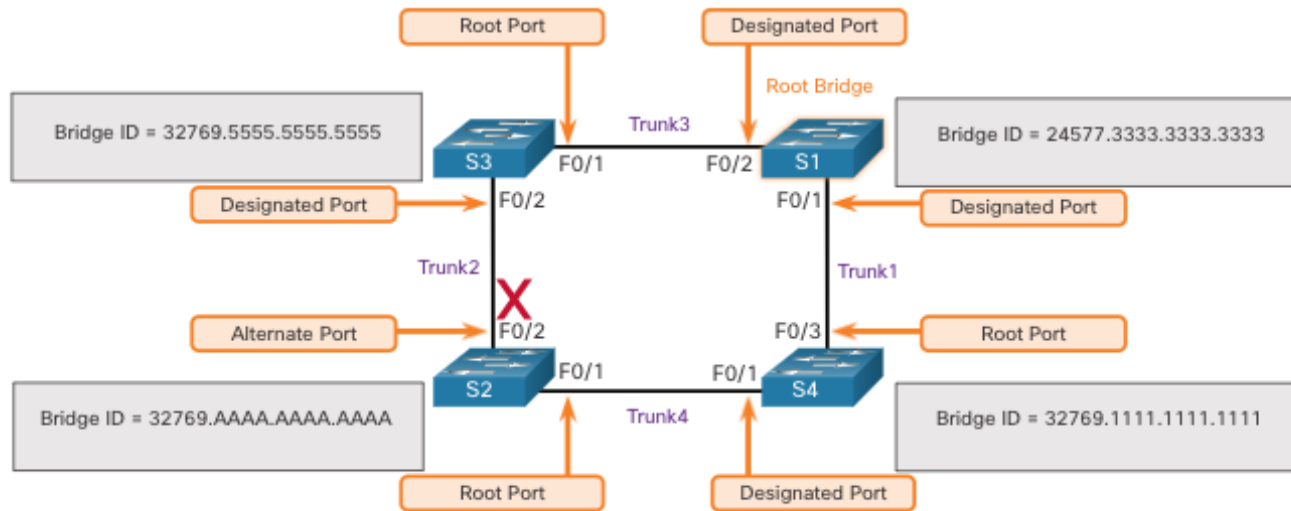 Root Port
Designated Port
Root Bridge
Bridge ID = 32769.5555.5555.5555
Trunk3
Bridge ID = 24577.3333.3333.3333
S3
F0/1
F0/2
S1
Designated Port
F0/2
F0/1
Designated Port
Trunk2
Trunk1
Alternate Port
F0/2
F0/3
Root Port
S2
F0/1
F0/1
S4
Bridge ID = 32769.AAAA.AAAA.AAAA
Trunk4
Bridge ID = 32769.1111.1111.1111
Root Port
Designated Port